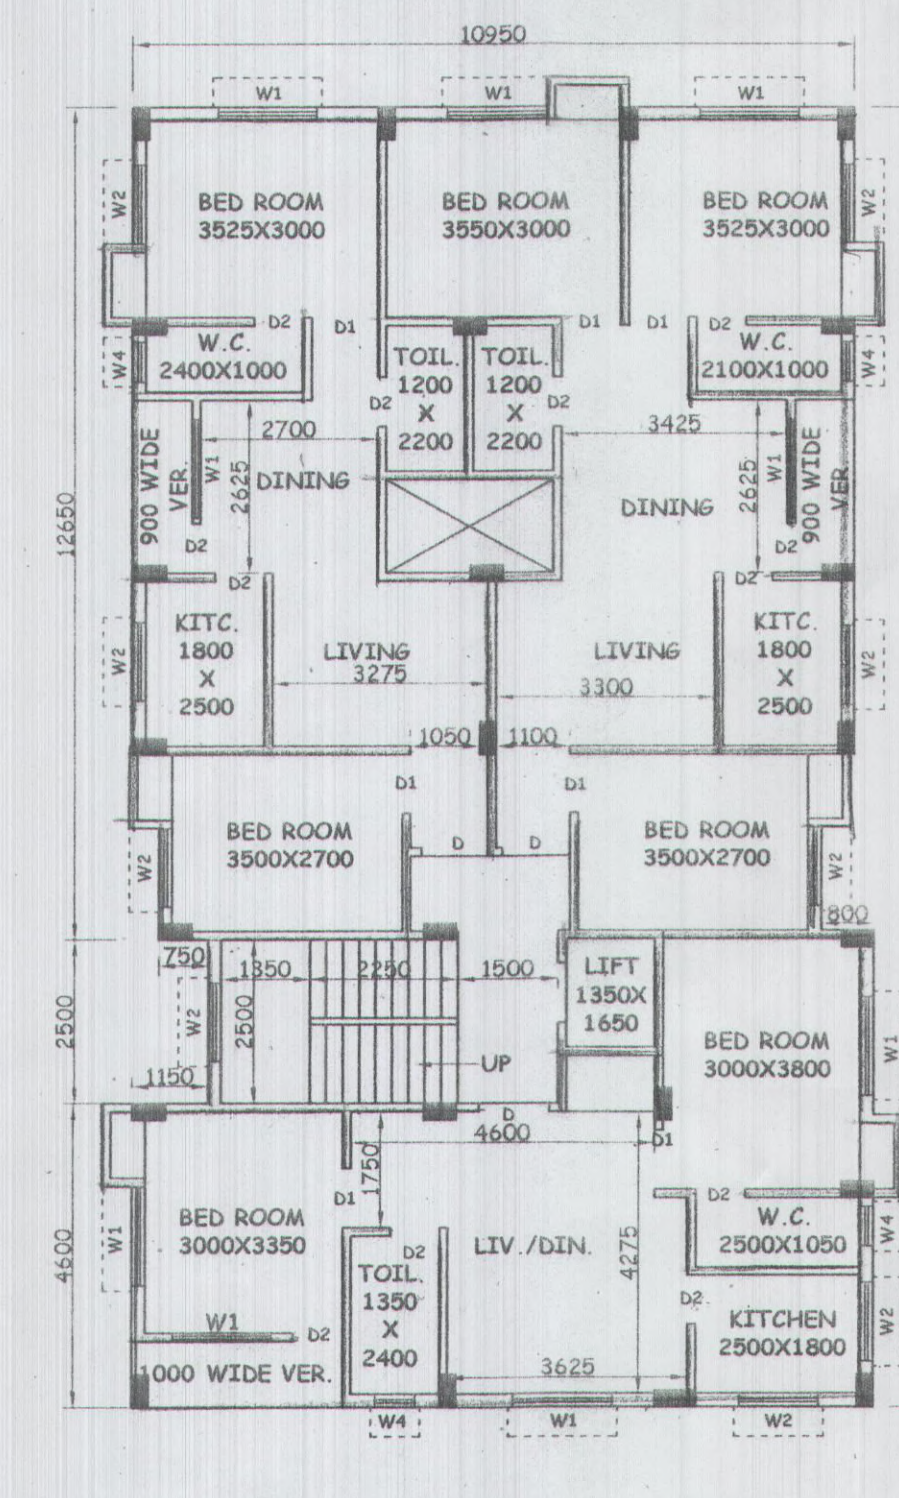 10950
W1 W1 W1
W2 BED ROOM BED ROOM BED ROOM W2
3525X3000 3550X3000 3525X3000
D2 D1 D1 D1 D2
W4 W.C. TOIL. TOIL. W.C. W4
2400X1000 1200 1200 2100X1000
X X
D2 2200 2200 D2
2700 3425
900 WIDE
VER.
W1
2625
DINING
DINING
2625
W1
900 WIDE
VER.
12650
D2 D2
D2 D2
W2 KITC. LIVING LIVING KITC. W2
1800 3275 3300 1800
X X
2500 2500
1050 1100
D1 D1
W2 BED ROOM D D BED ROOM W2
3500X2700 3500X2700
800
750
1350 2250 1500 LIFT
1350X
1650
2500
W2
2500
UP
1150
BED ROOM
3000X3800
W1
D
4600
D1
1750
D1
BED ROOM
3000X3350
W1
D2
TOIL.
1350
X
2400
LIV./DIN.
4275
D2
W.C.
2500X1050
W4
D2
KITCHEN
2500X1800
W2
4600
W1
D2
1000 WIDE VER.
3625
W4 W1 W2